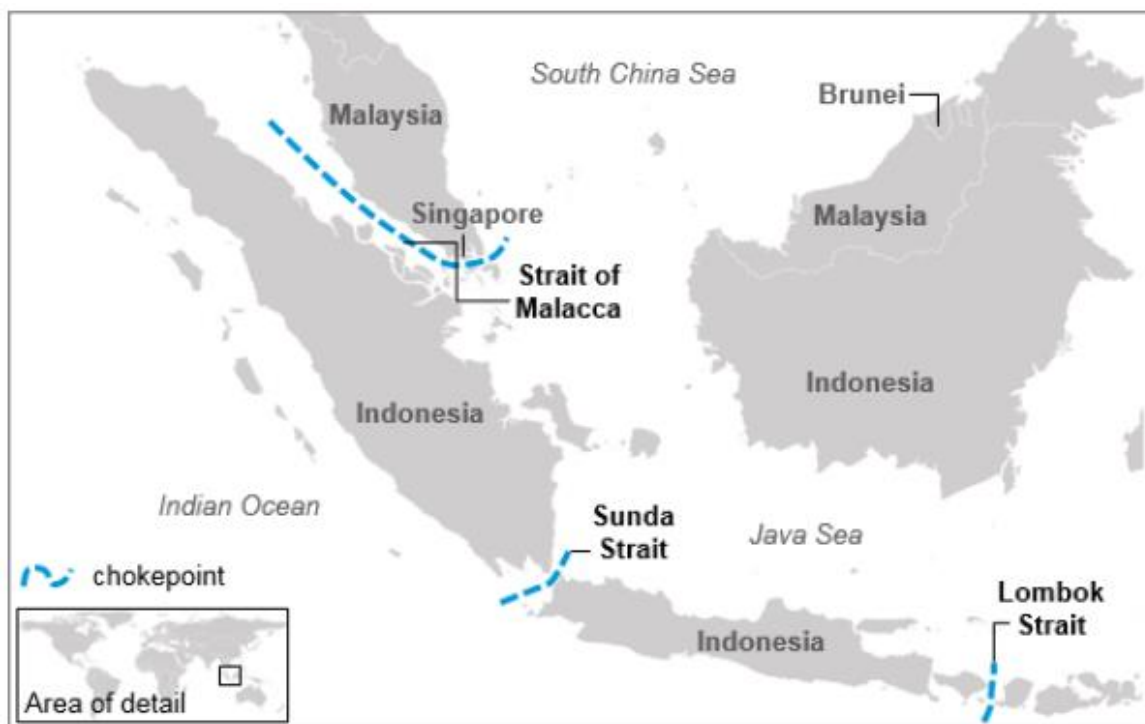 South China Sea
Brunei
Malaysia
Singapore
Malaysia
Strait of
Malacca
Indonesia
Indonesia
Indian Ocean
Sunda
Strait
Java Sea
chokepoint
Lombok
Strait
Indonesia
Area of detail